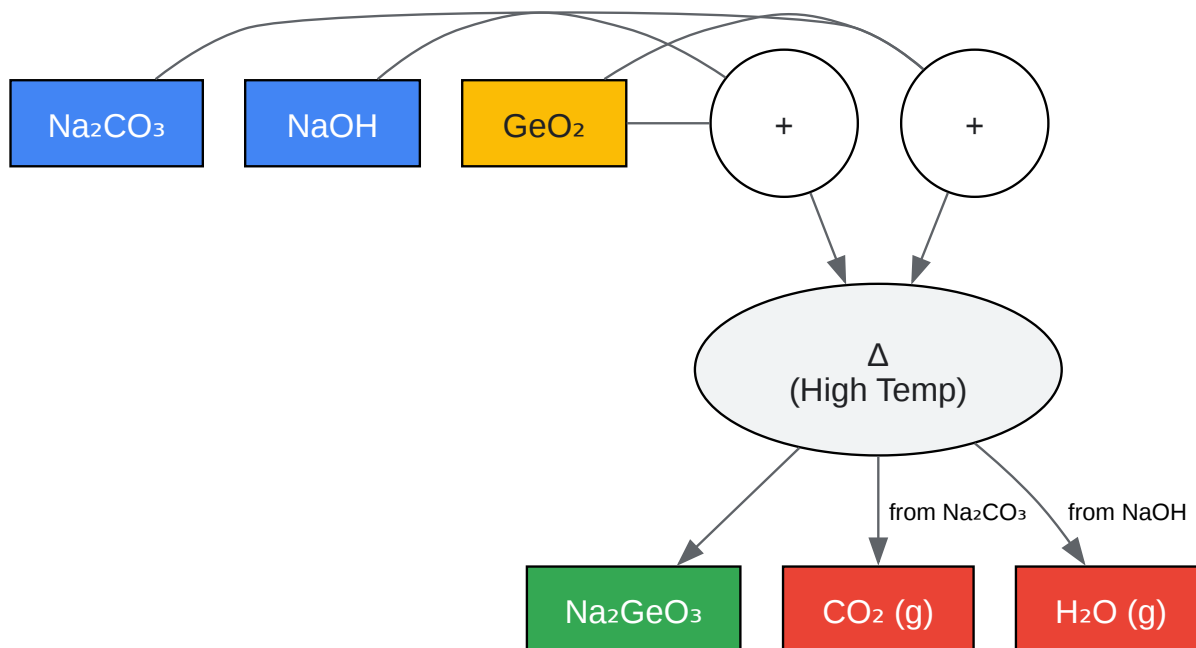 Na₂CO₃
NaOH
GeO₂
+
+
Δ
(High Temp)
from Na₂CO₃
from NaOH
Na₂GeO₃
CO₂ (g)
H₂O (g)